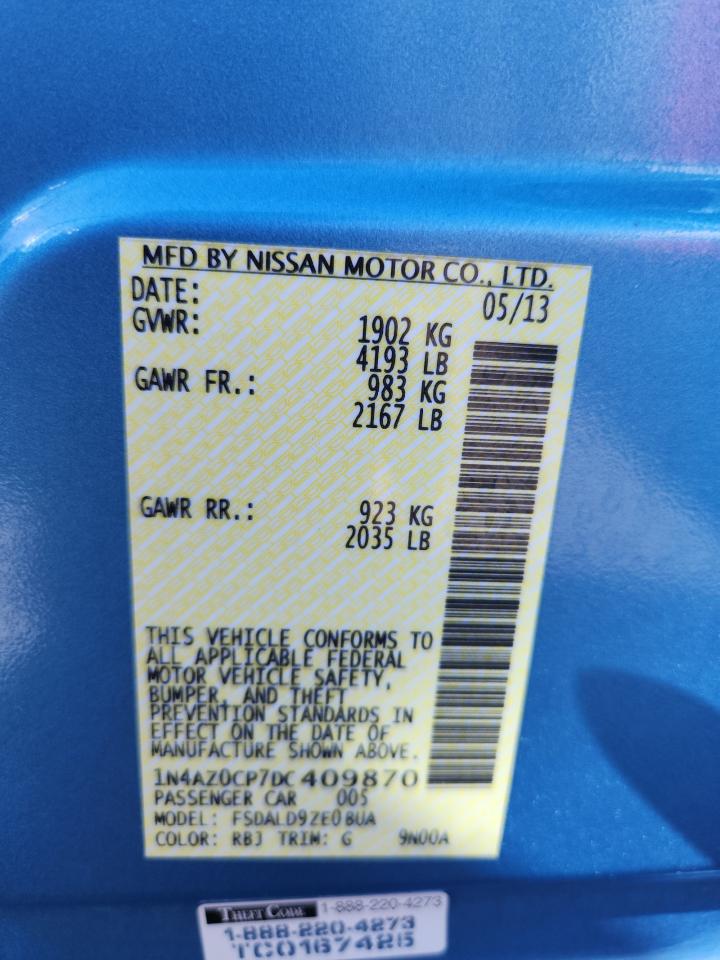 MFD BY NISSAN MOTOR CO., LTD.
DATE: 05/13
GVWR: 1902 KG
4193 LB
GAWR FR.: 983 KG
2167 LB
GAWR RR.: 923 KG
2035 LB
THIS VEHICLE CONFORMS TO
ALL APPLICABLE FEDERAL
MOTOR VEHICLE SAFETY,
BUMPER, AND THEFT
PREVENTION STANDARDS IN
EFFECT ON THE DATE OF
MANUFACTURE SHOWN ABOVE.
1N4AZ0CP7DC409870
PASSENGER CAR 005
MODEL: FSDALD9ZE0BUA
COLOR: RBJ TRIM: G 9N00A
THEFT CODE 1-888-220-4273
1-888-220-4273
TC0167425